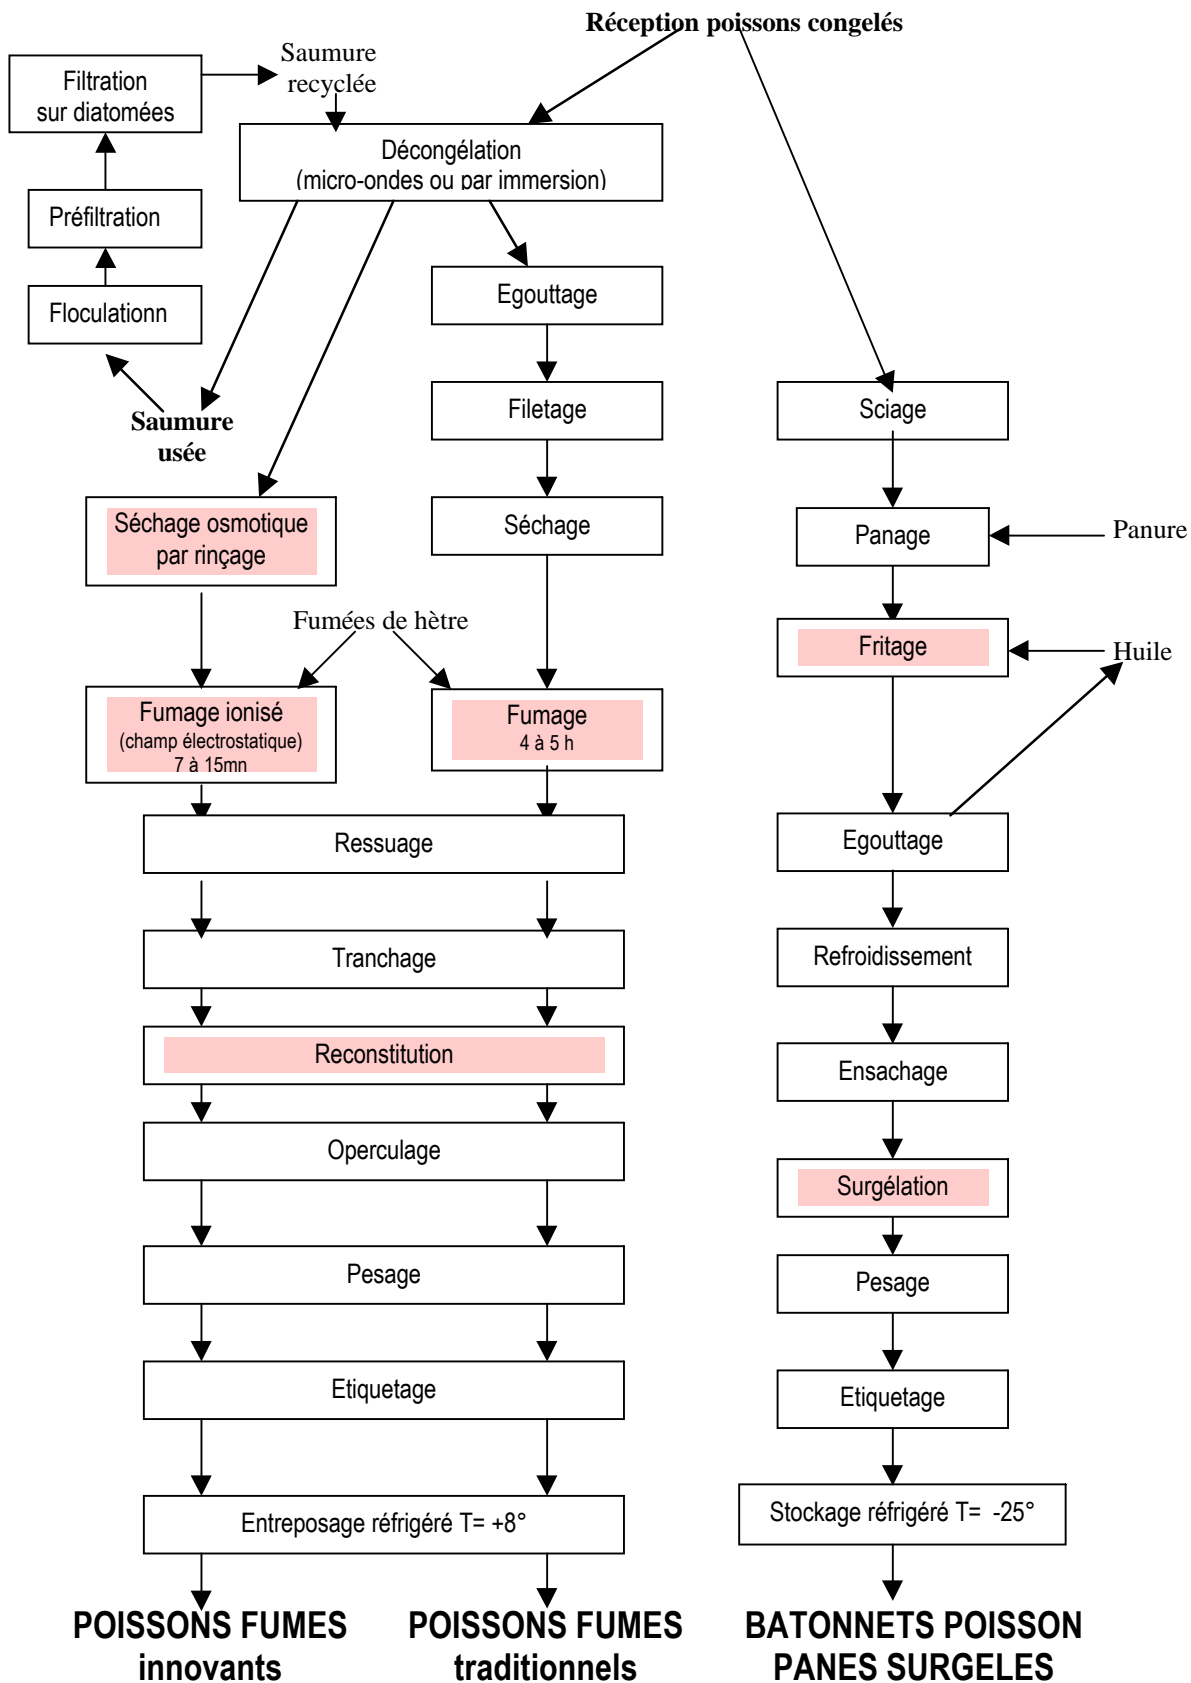 Réception poissons congelés
Saumure
recyclée
Filtration
sur diatomées
Décongélation
(micro-ondes ou par immersion)
Préfiltration
Floculationn
Egouttage
Saumure
usée
Filetage
Sciage
Séchage osmotique
par rinçage
Séchage
Panage
Panure
Fumées de hètre
Fritage
Huile
Fumage ionisé
(champ électrostatique)
7 à 15mn
Fumage
4 à 5 h
Ressuage
Egouttage
Tranchage
Refroidissement
Reconstitution
Ensachage
Operculage
Surgélation
Pesage
Pesage
Etiquetage
Etiquetage
Entreposage réfrigéré T= +8°
Stockage réfrigéré T= -25°
POISSONS FUMES
innovants
POISSONS FUMES
traditionnels
BATONNETS POISSON
PANES SURGELES